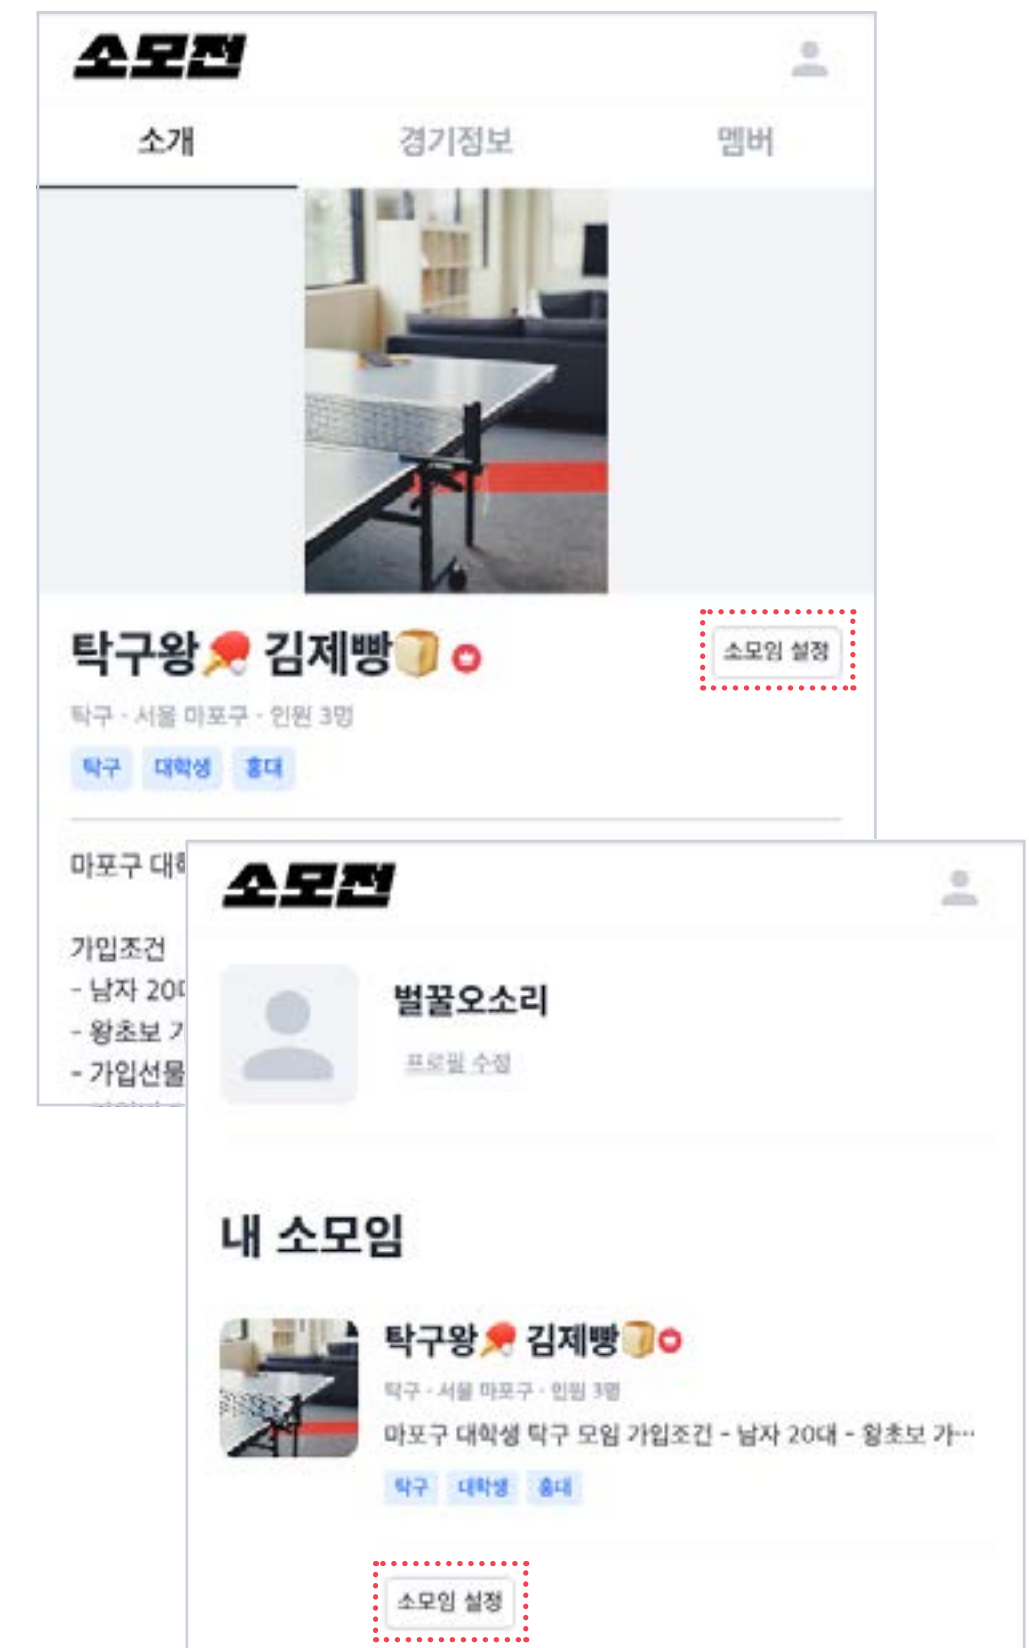 소모전
소개 경기정보 멤버
탁구왕🏓 김제빵🍞
소모임 설정
탁구 · 서울 마포구 · 인원 3명
탁구 대학생 홍대
마포구
가입조건
- 남자
- 왕초보
- 가입선물
소모전
벌꿀오소리
프로필 수정
내 소모임
탁구왕🏓 김제빵🍞
탁구 · 서울 마포구 · 인원 3명
마포구 대학생 탁구 모임 가입조건 - 남자 20대 - 왕초보 가…
탁구 대학생 홍대
소모임 설정